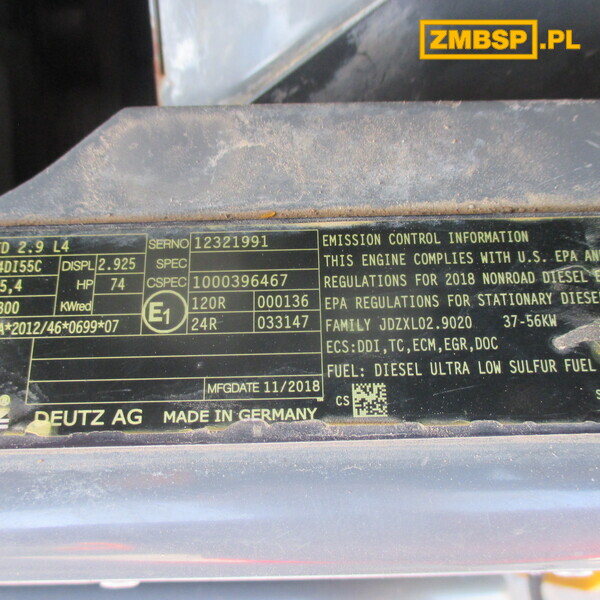 ZMBSP.PL
TD 2.9 L4
4DI55C DISPL 2.925
5,4 HP 74
300 KWred
A*2012/46*0699*07
SERNO 12321991
SPEC
CSPEC 1000396467
E1 120R 000136
24R 033147
MFGDATE 11/2018
EMISSION CONTROL INFORMATION
THIS ENGINE COMPLIES WITH U.S. EPA AND
REGULATIONS FOR 2018 NONROAD DIESEL E
EPA REGULATIONS FOR STATIONARY DIESE
FAMILY JDZXL02.9020 37-56KW
ECS:DDI,TC,ECM,EGR,DOC
FUEL: DIESEL ULTRA LOW SULFUR FUEL
CS S
® DEUTZ AG MADE IN GERMANY